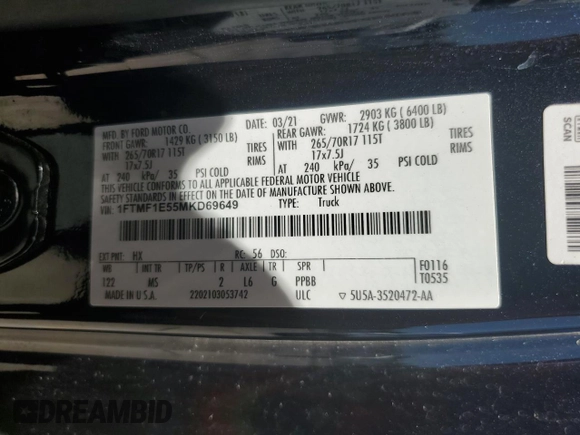 265/70R17 115T
MFD. BY FORD MOTOR CO.
DATE: 03/21 GVWR: 2903 KG ( 6400 LB)
FRONT GAWR: 1429 KG ( 3150 LB) REAR GAWR: 1724 KG ( 3800 LB)
WITH 265/70R17 115T TIRES WITH 265/70R17 115T TIRES
17x7.5J RIMS 17x7.5J RIMS
AT 240 kPa/ 35 PSI COLD AT 240 kPa/ 35 PSI COLD
THIS VEHICLE CONFORMS TO ALL APPLICABLE FEDERAL MOTOR VEHICLE
SAFETY STANDARDS IN EFFECT ON THE DATE OF MANUFACTURE SHOWN ABOVE.
VIN: 1FTMF1E55MKD69649 TYPE: Truck
EXT PNT: HX RC: 56 DSO: F0116
WB INT TR TP/PS R AXLE TR SPR T0535
122 MS 2 L6 G PPBB
MADE IN U.S.A. 2202103053742 ULC 5U5A-3520472-AA
SCAN
DREAMBID